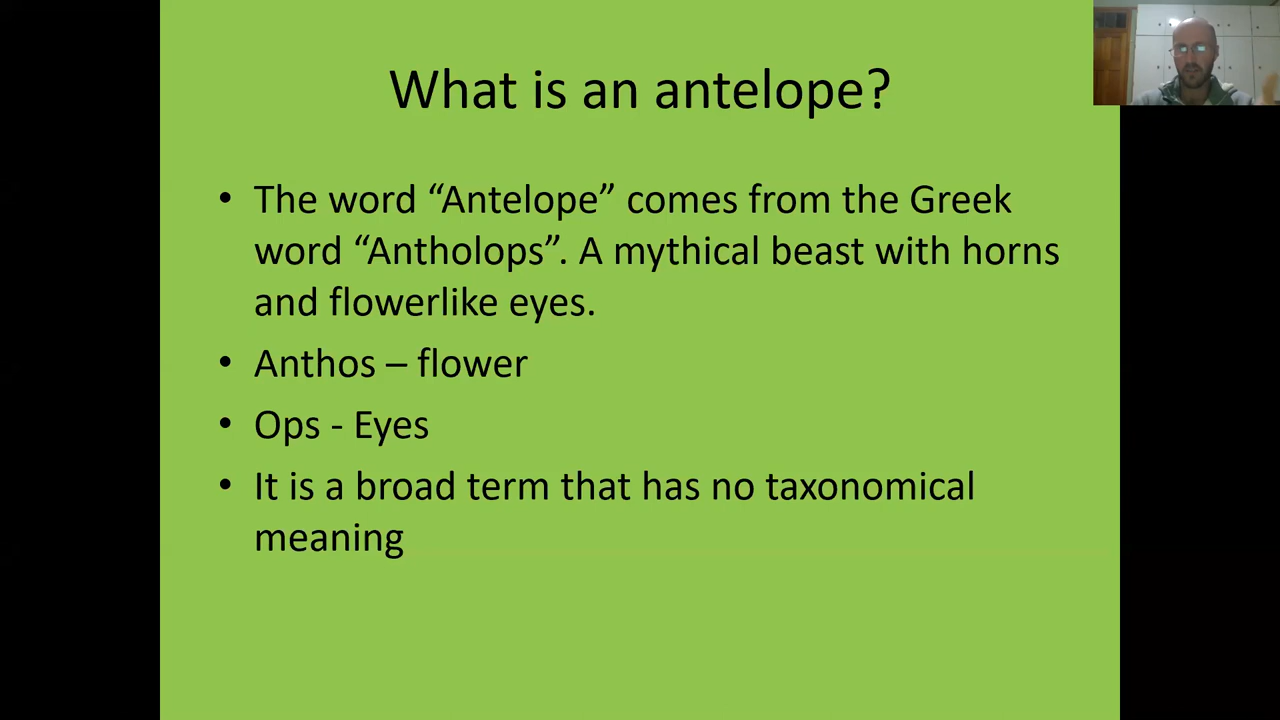 What is an antelope?
• The word “Antelope” comes from the Greek
word “Antholops”. A mythical beast with horns
and flowerlike eyes.
• Anthos – flower
• Ops - Eyes
• It is a broad term that has no taxonomical
meaning